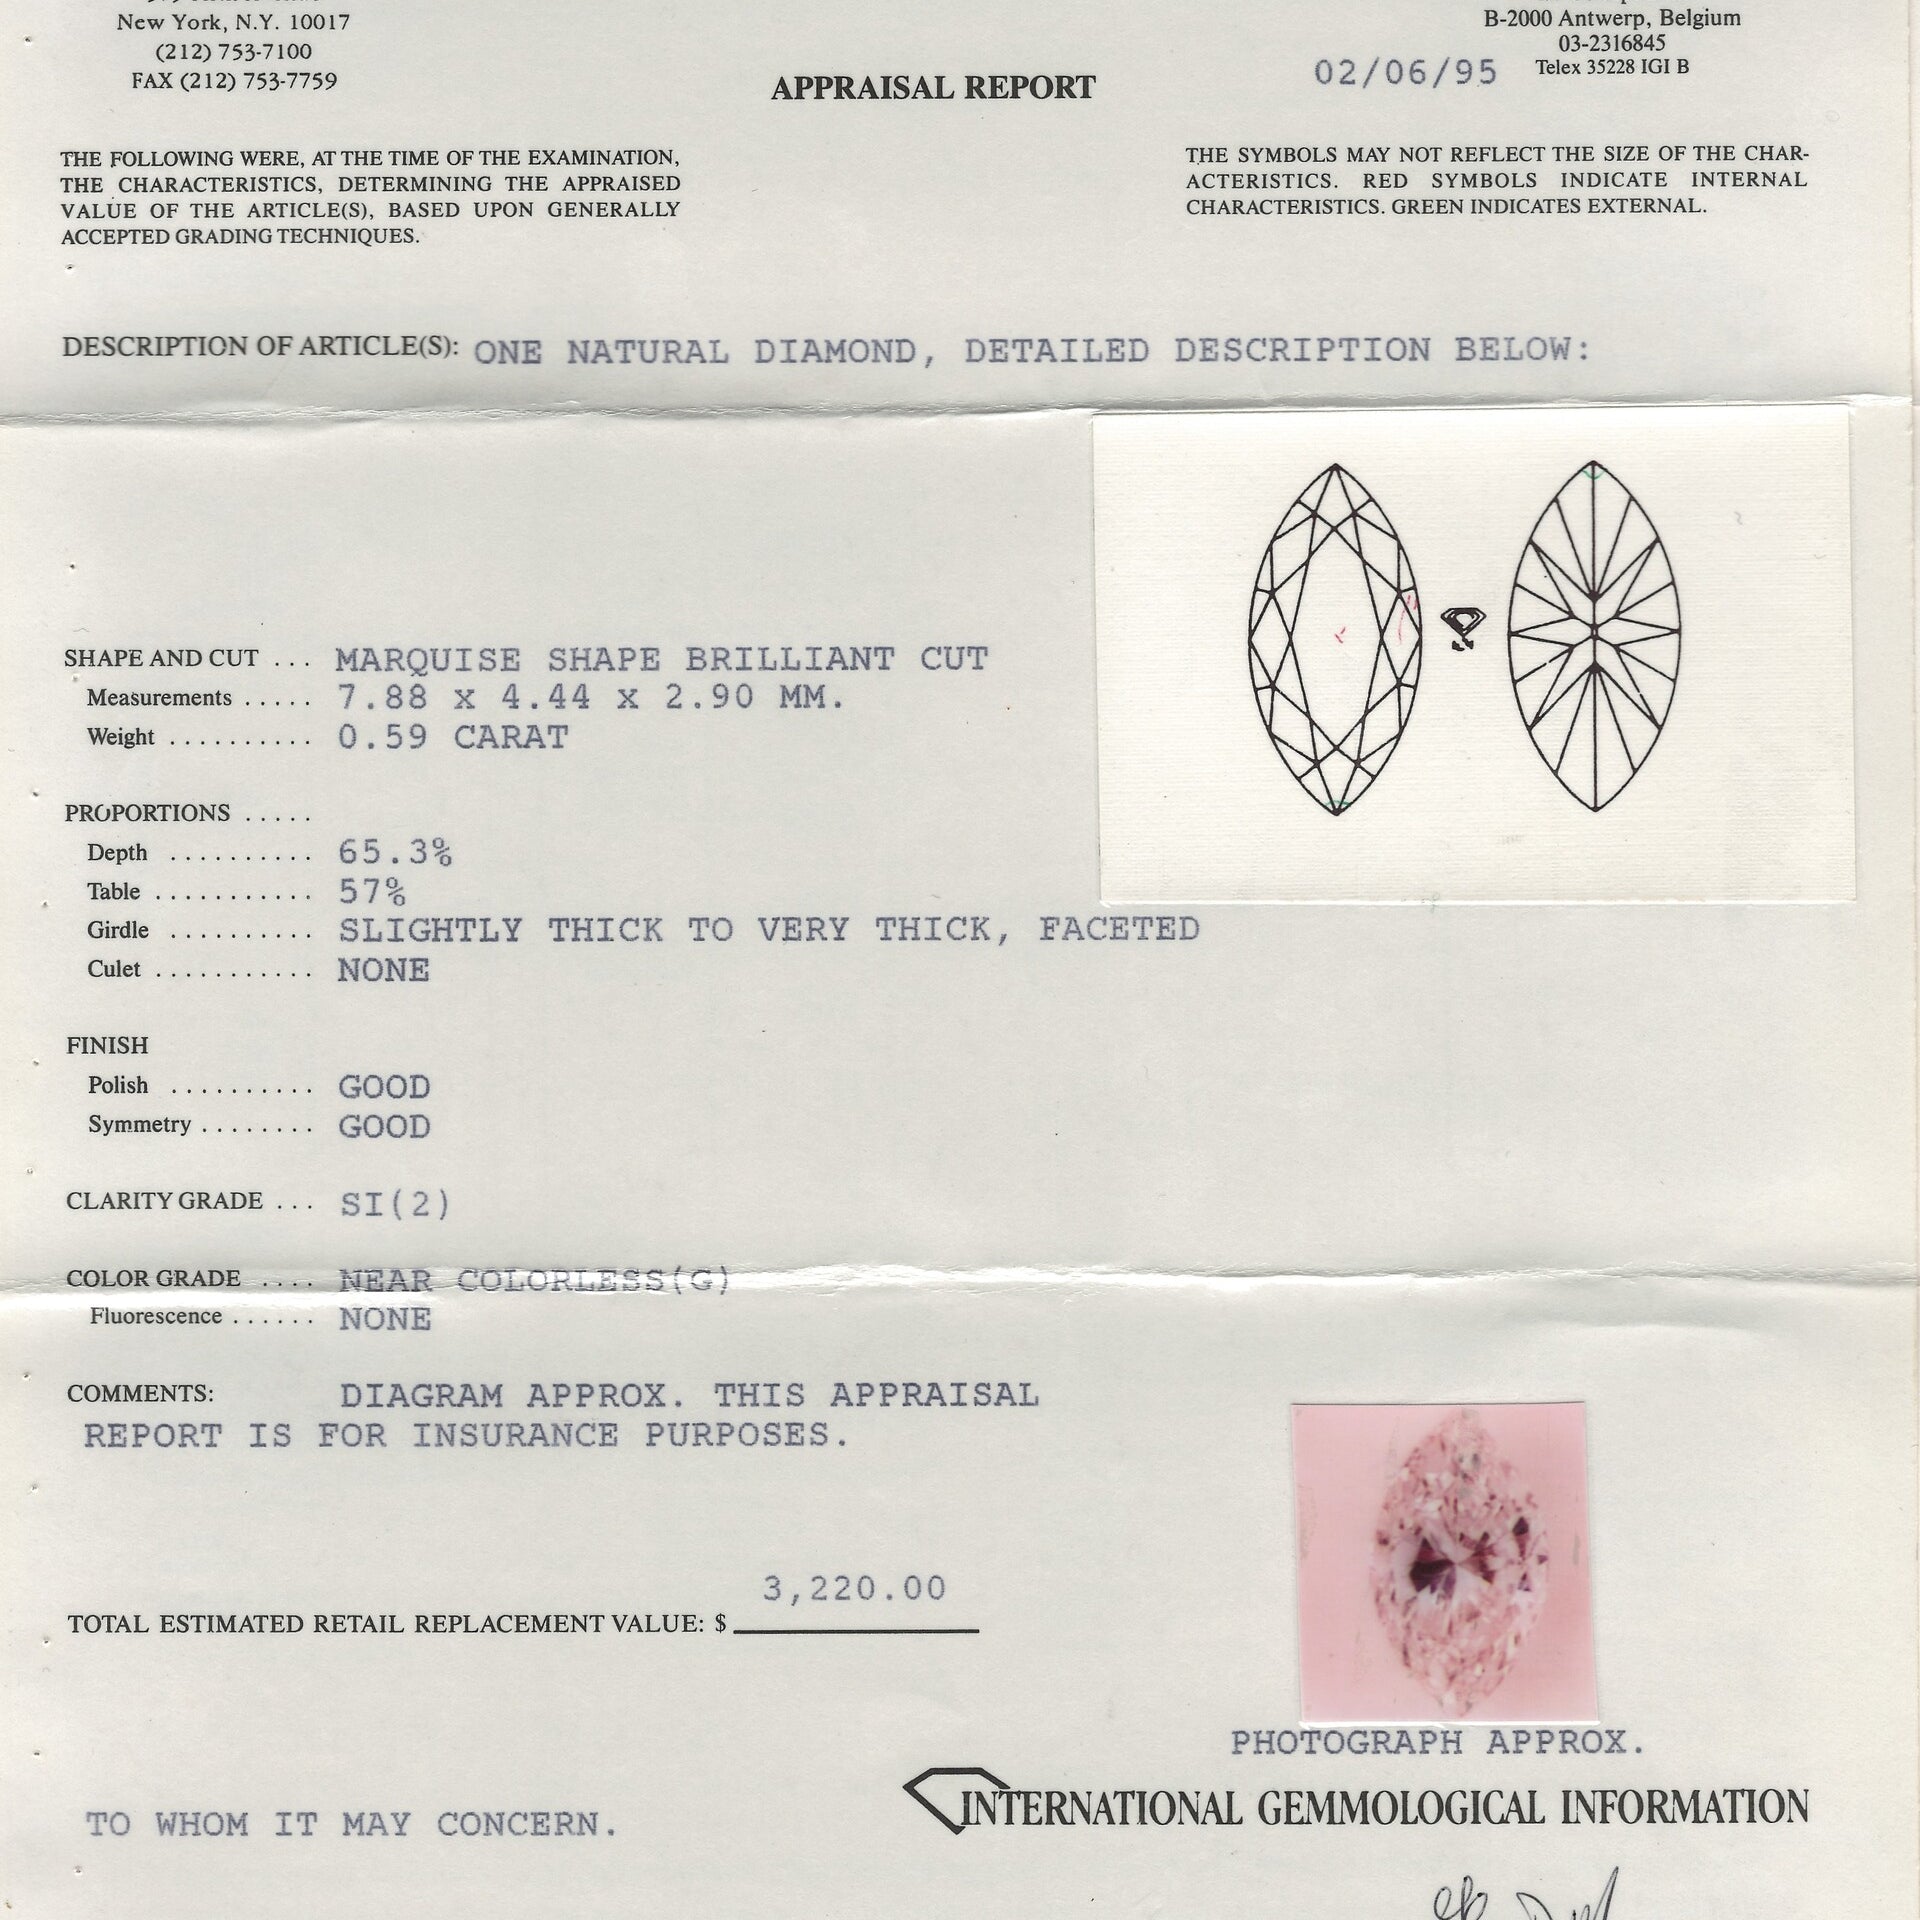 New York, N.Y. 10017
(212) 753-7100
FAX (212) 753-7759
B-2000 Antwerp, Belgium
03-2316845
Telex 35228 IGI B
02/06/95
APPRAISAL REPORT
THE FOLLOWING WERE, AT THE TIME OF THE EXAMINATION,
THE CHARACTERISTICS, DETERMINING THE APPRAISED
VALUE OF THE ARTICLE(S), BASED UPON GENERALLY
ACCEPTED GRADING TECHNIQUES.
THE SYMBOLS MAY NOT REFLECT THE SIZE OF THE CHAR-
ACTERISTICS. RED SYMBOLS INDICATE INTERNAL
CHARACTERISTICS. GREEN INDICATES EXTERNAL.
DESCRIPTION OF ARTICLE(S): ONE NATURAL DIAMOND, DETAILED DESCRIPTION BELOW:
SHAPE AND CUT ... MARQUISE SHAPE BRILLIANT CUT
Measurements ..... 7.88 x 4.44 x 2.90 MM.
Weight .......... 0.59 CARAT
PROPORTIONS .....
Depth .......... 65.3%
Table ........... 57%
Girdle .......... SLIGHTLY THICK TO VERY THICK, FACETED
Culet ........... NONE
FINISH
Polish .......... GOOD
Symmetry ........ GOOD
CLARITY GRADE ... SI(2)
COLOR GRADE .... NEAR COLORLESS(G)
Fluorescence ...... NONE
COMMENTS: DIAGRAM APPROX. THIS APPRAISAL
REPORT IS FOR INSURANCE PURPOSES.
3,220.00
TOTAL ESTIMATED RETAIL REPLACEMENT VALUE: $
PHOTOGRAPH APPROX.
INTERNATIONAL GEMMOLOGICAL INFORMATION
TO WHOM IT MAY CONCERN.